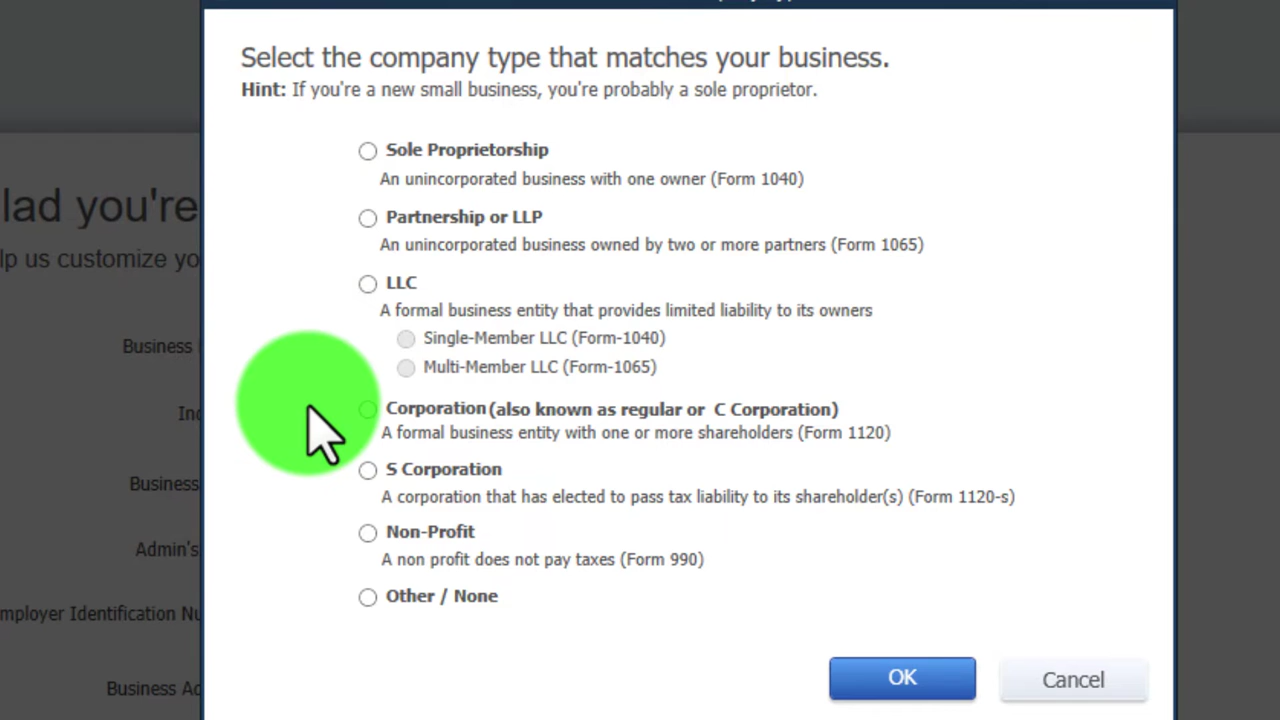 Select the company type that matches your business.
Hint: If you're a new small business, you're probably a sole proprietor.
Sole Proprietorship
An unincorporated business with one owner (Form 1040)
lad you're
Partnership or LLP
An unincorporated business owned by two or more partners (Form 1065)
lp us customize yo
LLC
A formal business entity that provides limited liability to its owners
Single-Member LLC (Form-1040)
Business
Multi-Member LLC (Form-1065)
Corporation (also known as regular or C Corporation)
Inc
A formal business entity with one or more shareholders (Form 1120)
S Corporation
Business
A corporation that has elected to pass tax liability to its shareholder(s) (Form 1120-s)
Non-Profit
Admin's
A non profit does not pay taxes (Form 990)
Other / None
mployer Identification Nu
OK
Cancel
Business Ad